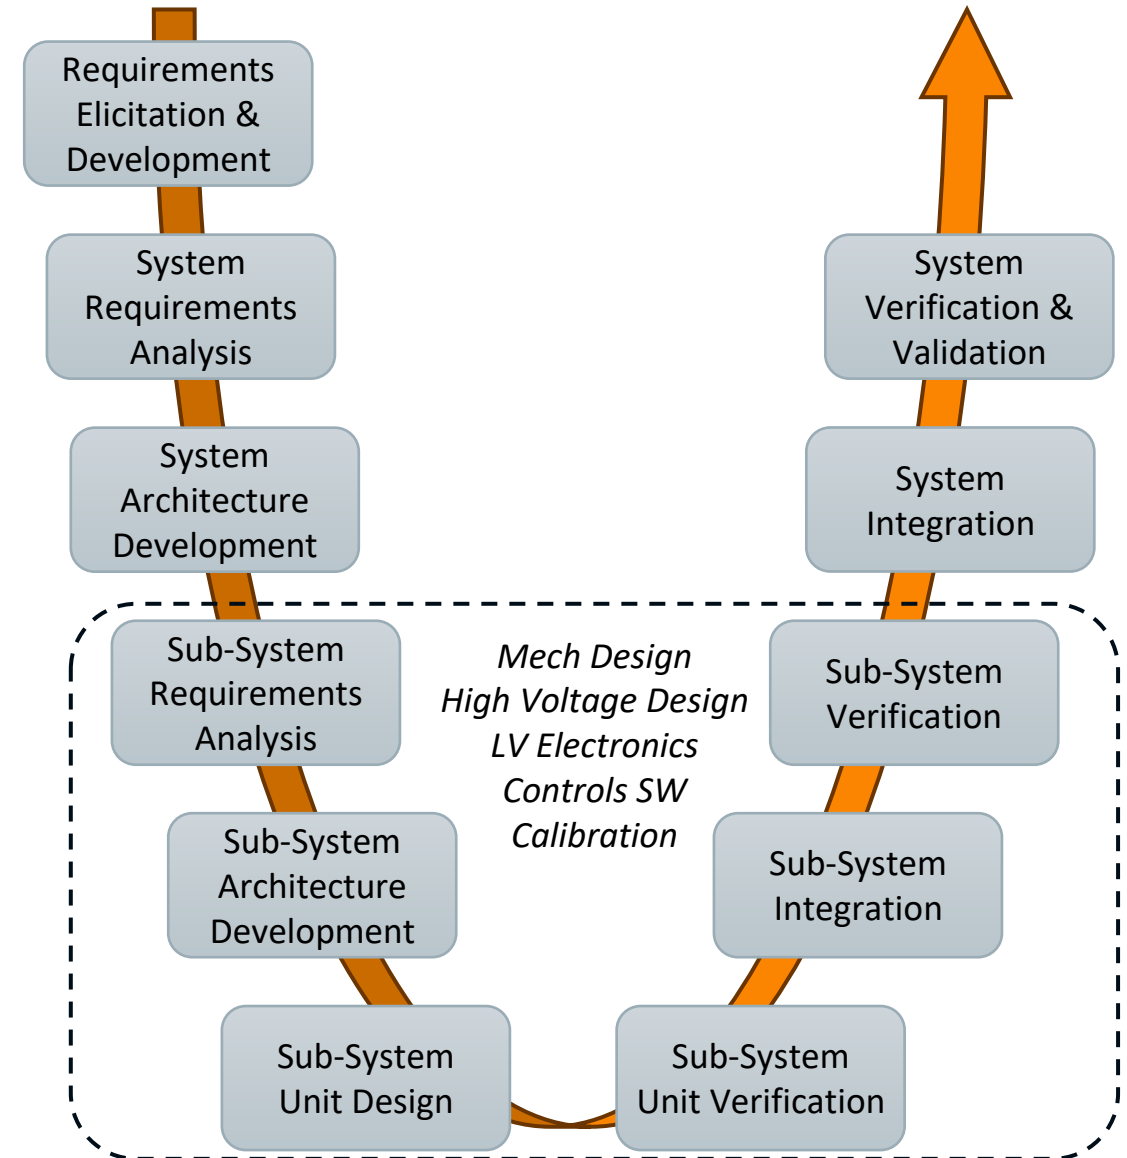 Requirements
Elicitation &
Development
System
Requirements
Analysis
System
Architecture
Development
Sub-System
Requirements
Analysis
Sub-System
Architecture
Development
Sub-System
Unit Design
Mech Design
High Voltage Design
LV Electronics
Controls SW
Calibration
Sub-System
Unit Verification
Sub-System
Integration
Sub-System
Verification
System
Integration
System
Verification &
Validation